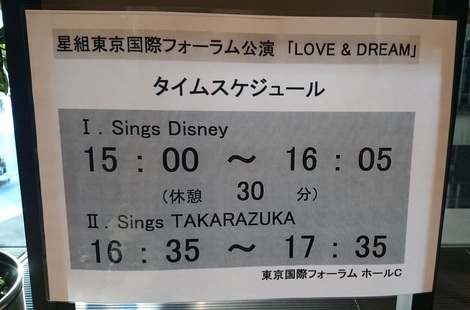 星組東京国際フォーラム公演 「LOVE & DREAM」
タイムスケジュール
Ⅰ. Sings Disney
15 : 00 ～ 16 : 05
(休憩 30 分)
Ⅱ. Sings TAKARAZUKA
16 : 35 ～ 17 : 35
東京国際フォーラム ホールC